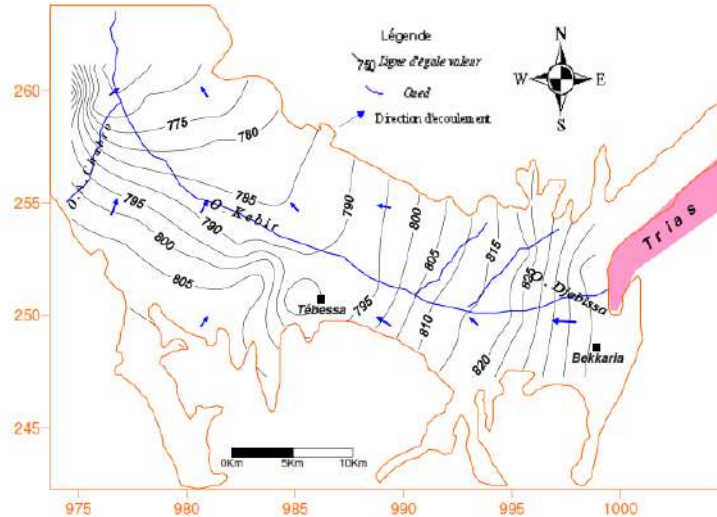 Légende
750 Ligne d'égale valeur
Oued
Direction d'écoulement
N
W E
S
260
255
250
245
975 980 985 990 995 1000
775
780
785
790
795
790
800
805
795
800
805
810
815
820
825
O. Kebir
O. Djabissa
Trias
Tébessa
Bekkaria
0Km 5Km 10Km